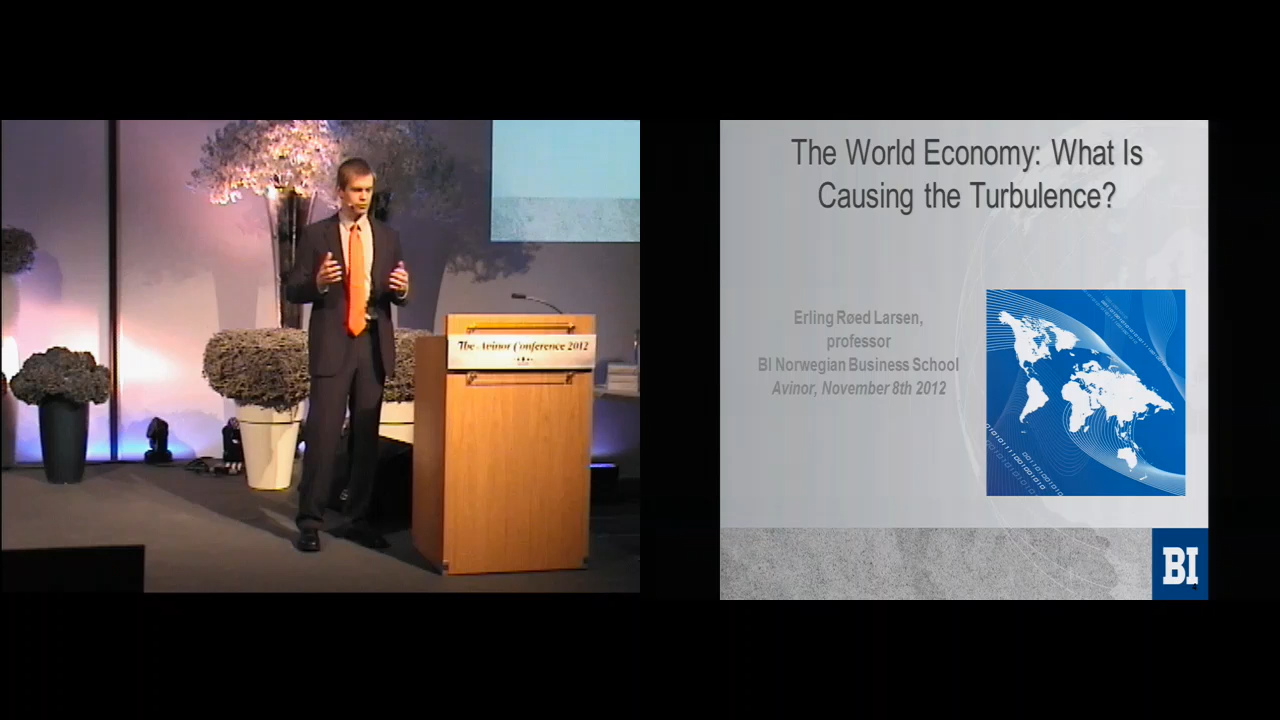 The Avinor Conference 2012
The World Economy: What Is
Causing the Turbulence?
Erling Røed Larsen,
professor
BI Norwegian Business School
Avinor, November 8th 2012
BI